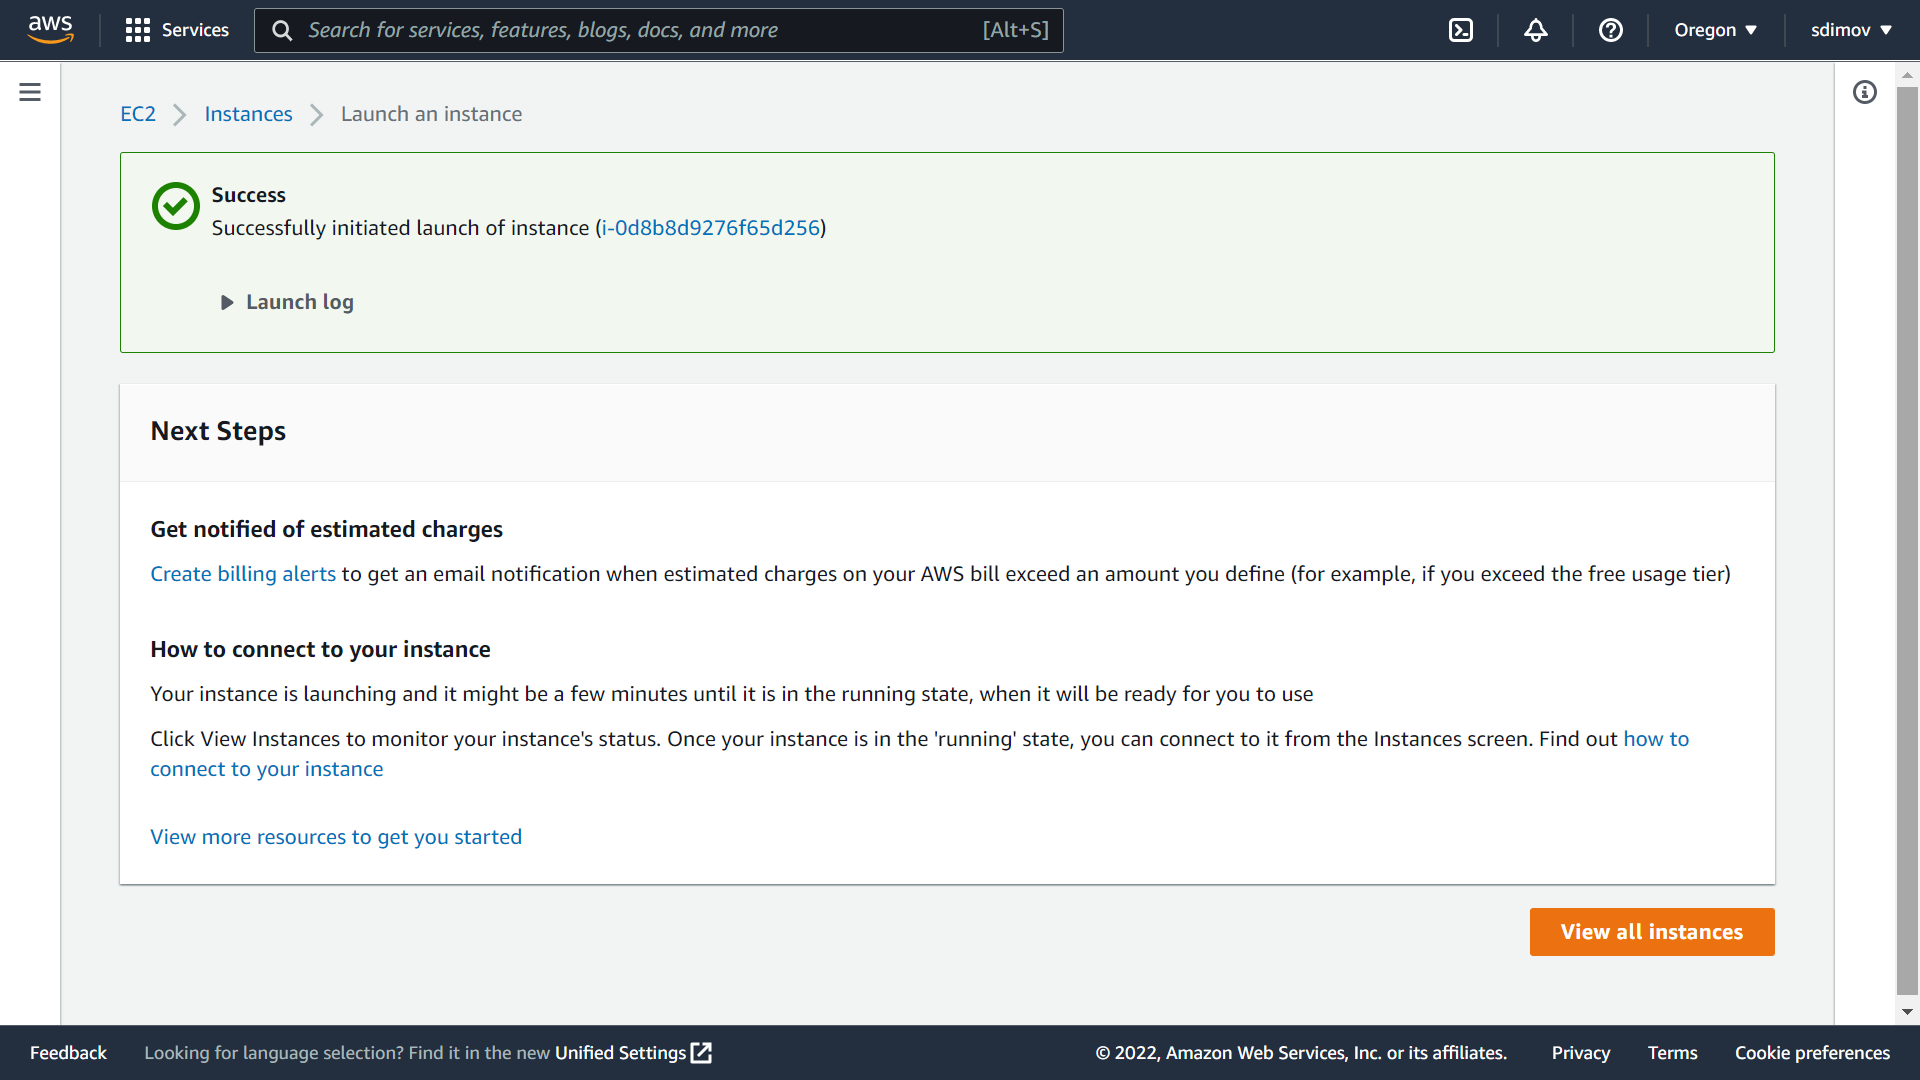 aws
Services
Search for services, features, blogs, docs, and more [Alt+S]
Oregon
sdimov
EC2 Instances Launch an instance
Success
Successfully initiated launch of instance (i-0d8b8d9276f65d256)
Launch log
Next Steps
Get notified of estimated charges
Create billing alerts to get an email notification when estimated charges on your AWS bill exceed an amount you define (for example, if you exceed the free usage tier)
How to connect to your instance
Your instance is launching and it might be a few minutes until it is in the running state, when it will be ready for you to use
Click View Instances to monitor your instance's status. Once your instance is in the 'running' state, you can connect to it from the Instances screen. Find out how to
connect to your instance
View more resources to get you started
View all instances
Feedback
Looking for language selection? Find it in the new Unified Settings
© 2022, Amazon Web Services, Inc. or its affiliates.
Privacy
Terms
Cookie preferences